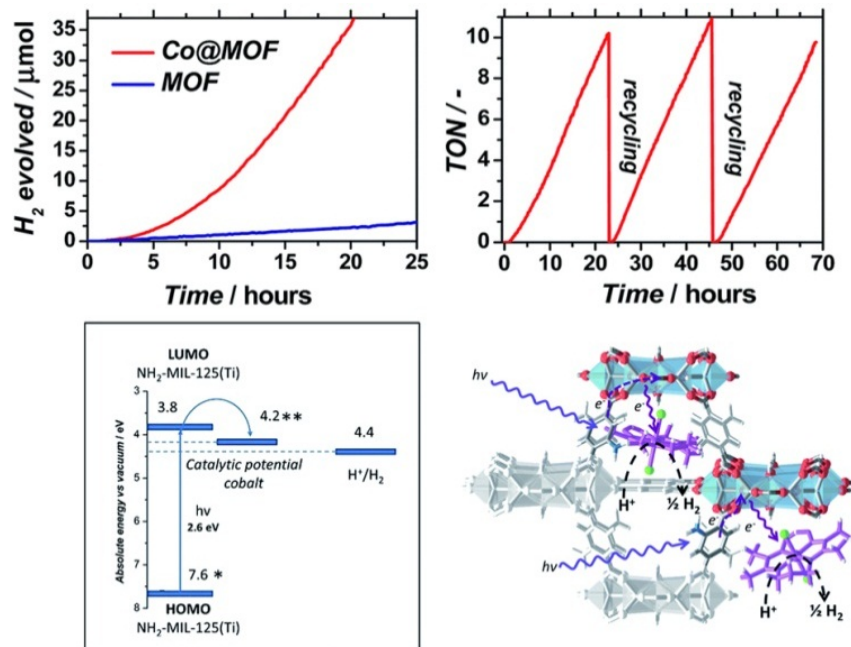 H₂ evolved / μmol
35
30
25
20
15
10
5
0
Co@MOF
MOF
0 5 10 15 20 25
Time / hours
TON / -
10
8
6
4
2
0
recycling
recycling
0 10 20 30 40 50 60 70
Time / hours
LUMO
NH₂-MIL-125(Ti)
Absolute energy vs vacuum / eV
3
4
5
6
7
8
3.8
4.2**
4.4
Catalytic potential
cobalt
H⁺/H₂
hν
2.6 eV
7.6 *
HOMO
NH₂-MIL-125(Ti)
hν
e⁻
e⁻
H⁺
½ H₂
e⁻
e⁻
hν
H⁺
½ H₂